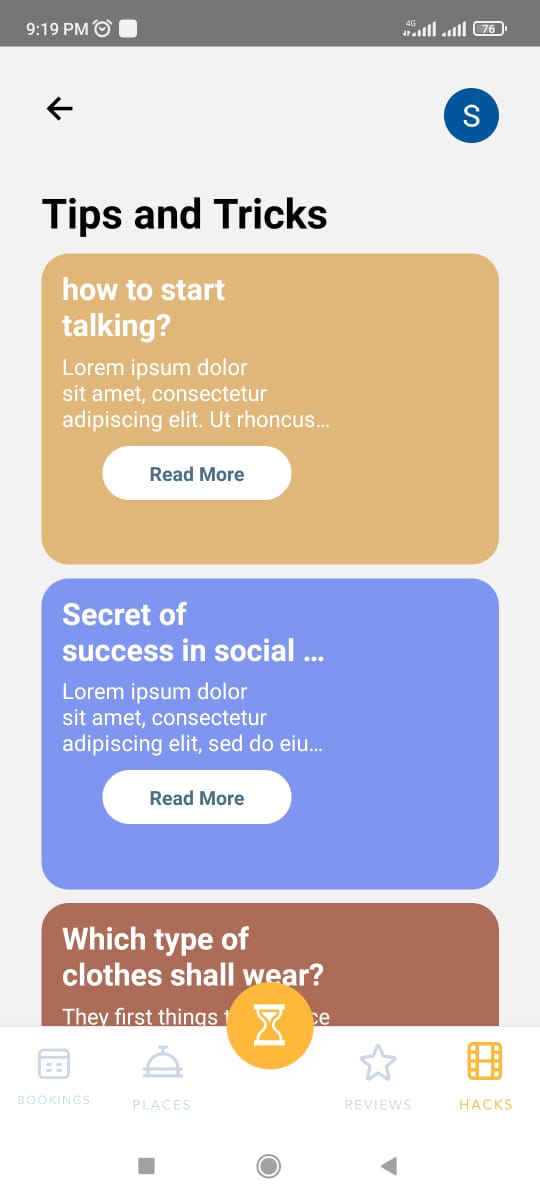 9:19 PM
4G
76
S
Tips and Tricks
how to start
talking?
Lorem ipsum dolor
sit amet, consectetur
adipiscing elit. Ut rhoncus...
Read More
Secret of
success in social ...
Lorem ipsum dolor
sit amet, consectetur
adipiscing elit, sed do eiu...
Read More
Which type of
clothes shall wear?
They first things
BOOKINGS
PLACES
REVIEWS
HACKS